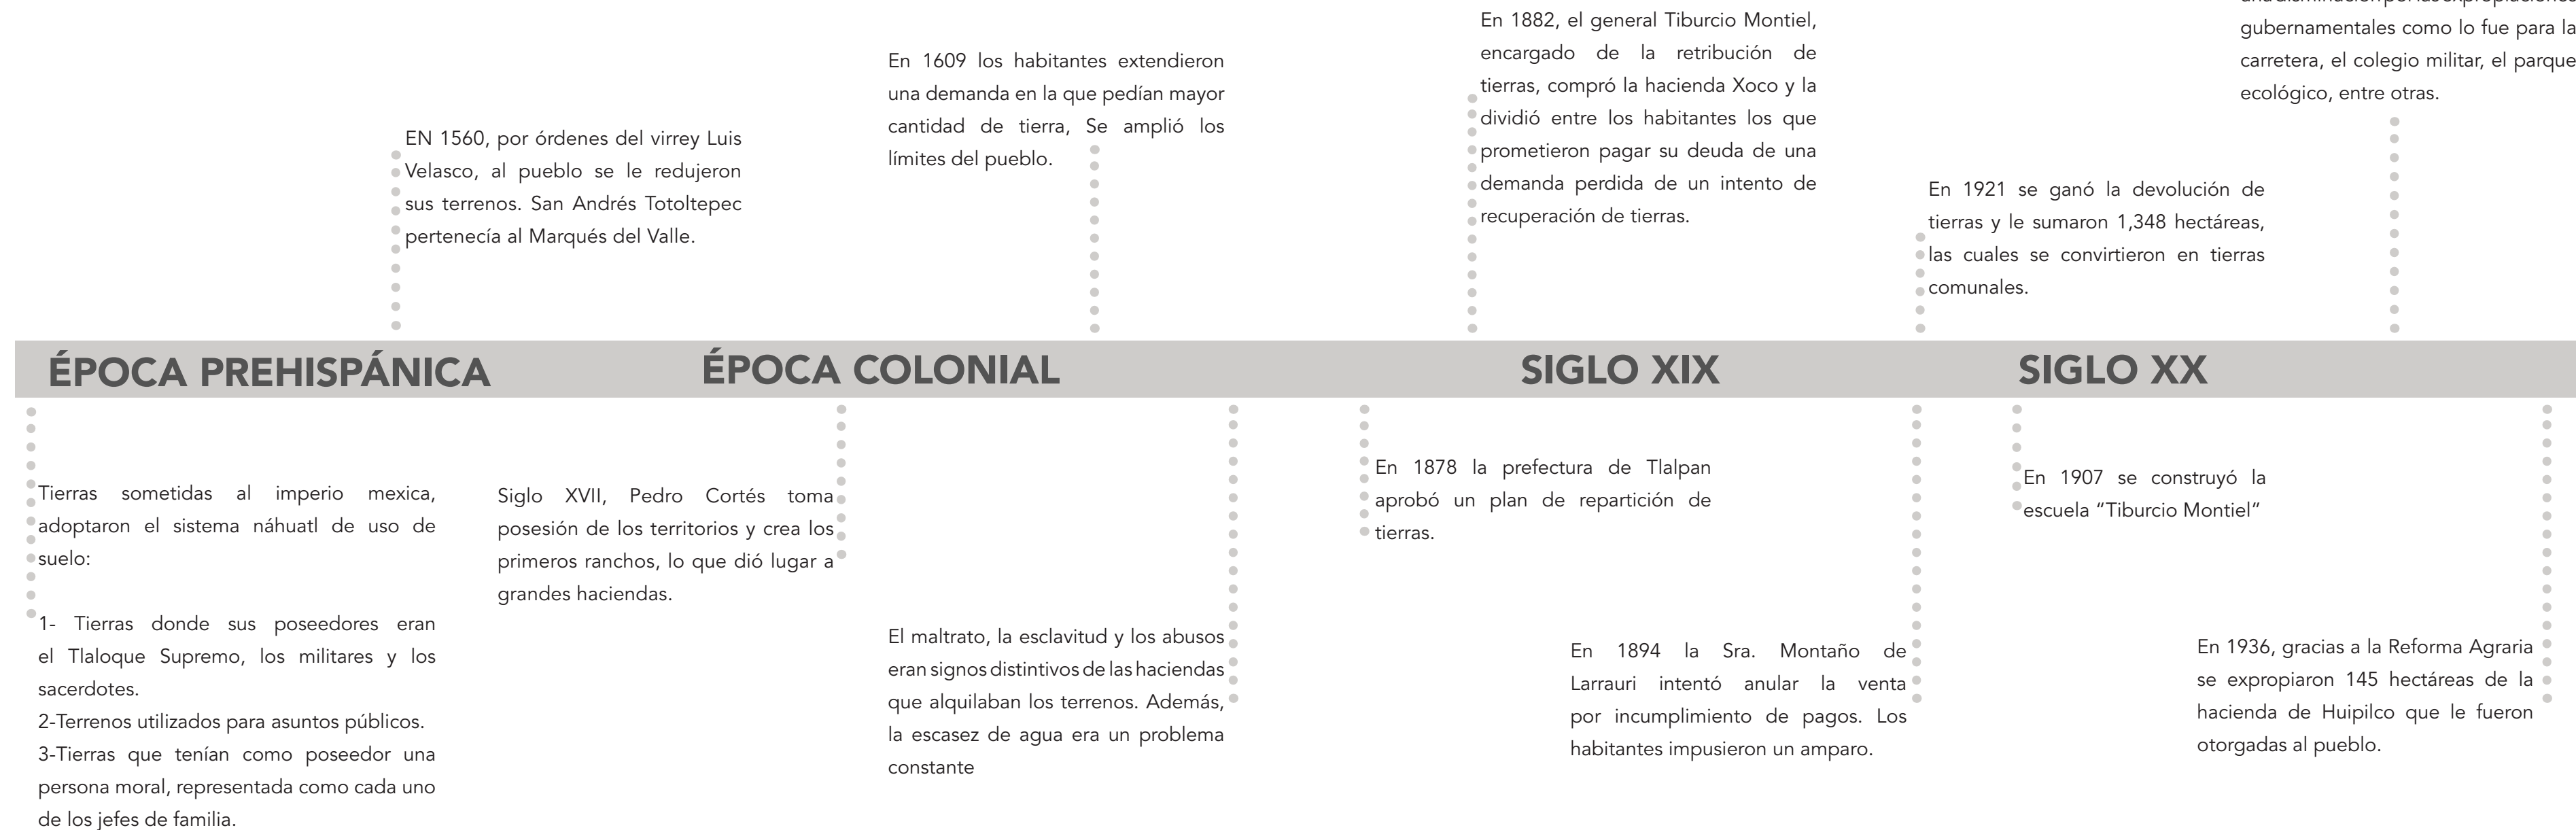 En 1882, el general Tiburcio Montiel,
encargado de la retribución de
tierras, compró la hacienda Xoco y la
dividió entre los habitantes los que
prometieron pagar su deuda de una
demanda perdida de un intento de
recuperación de tierras.
gubernamentales como lo fue para la
carretera, el colegio militar, el parque
ecológico, entre otras.
En 1609 los habitantes extendieron
una demanda en la que pedían mayor
cantidad de tierra, Se amplió los
límites del pueblo.
EN 1560, por órdenes del virrey Luis
Velasco, al pueblo se le redujeron
sus terrenos. San Andrés Totoltepec
pertenecía al Marqués del Valle.
En 1921 se ganó la devolución de
tierras y le sumaron 1,348 hectáreas,
las cuales se convirtieron en tierras
comunales.
ÉPOCA PREHISPÁNICA
ÉPOCA COLONIAL
SIGLO XIX
SIGLO XX
Tierras sometidas al imperio mexica,
adoptaron el sistema náhuatl de uso de
suelo:
1- Tierras donde sus poseedores eran
el Tlaloque Supremo, los militares y los
sacerdotes.
2-Terrenos utilizados para asuntos públicos.
3-Tierras que tenían como poseedor una
persona moral, representada como cada uno
de los jefes de familia.
Siglo XVII, Pedro Cortés toma
posesión de los territorios y crea los
primeros ranchos, lo que dió lugar a
grandes haciendas.
El maltrato, la esclavitud y los abusos
eran signos distintivos de las haciendas
que alquilaban los terrenos. Además,
la escasez de agua era un problema
constante
En 1878 la prefectura de Tlalpan
aprobó un plan de repartición de
tierras.
En 1894 la Sra. Montaño de
Larrauri intentó anular la venta
por incumplimiento de pagos. Los
habitantes impusieron un amparo.
En 1907 se construyó la
escuela “Tiburcio Montiel”
En 1936, gracias a la Reforma Agraria
se expropiaron 145 hectáreas de la
hacienda de Huipilco que le fueron
otorgadas al pueblo.